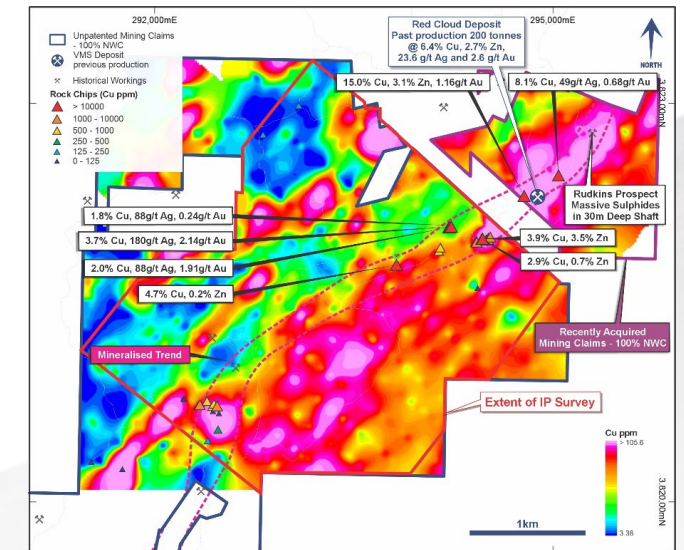 292,000mE
295,000mE
Unpatented Mining Claims
- 100% NWC
VMS Deposit
previous production
Historical Workings
Rock Chips (Cu ppm)
> 10000
1000 - 10000
500 - 1000
250 - 500
125 - 250
0 - 125
Red Cloud Deposit
Past production 200 tonnes
@ 6.4% Cu, 2.7% Zn,
23.6 g/t Ag and 2.6 g/t Au
NORTH
15.0% Cu, 3.1% Zn, 1.16g/t Au
8.1% Cu, 49g/t Ag, 0.68g/t Au
3,823,00mN
Rudkins Prospect
Massive Sulphides
in 30m Deep Shaft
1.8% Cu, 88g/t Ag, 0.24g/t Au
3.7% Cu, 180g/t Ag, 2.14g/t Au
2.0% Cu, 88g/t Ag, 1.91g/t Au
4.7% Cu, 0.2% Zn
3.9% Cu, 3.5% Zn
2.9% Cu, 0.7% Zn
Recently Acquired
Mining Claims - 100% NWC
Mineralised Trend
Extent of IP Survey
Cu ppm
> 105.6
3.38
3,820,00mN
1km